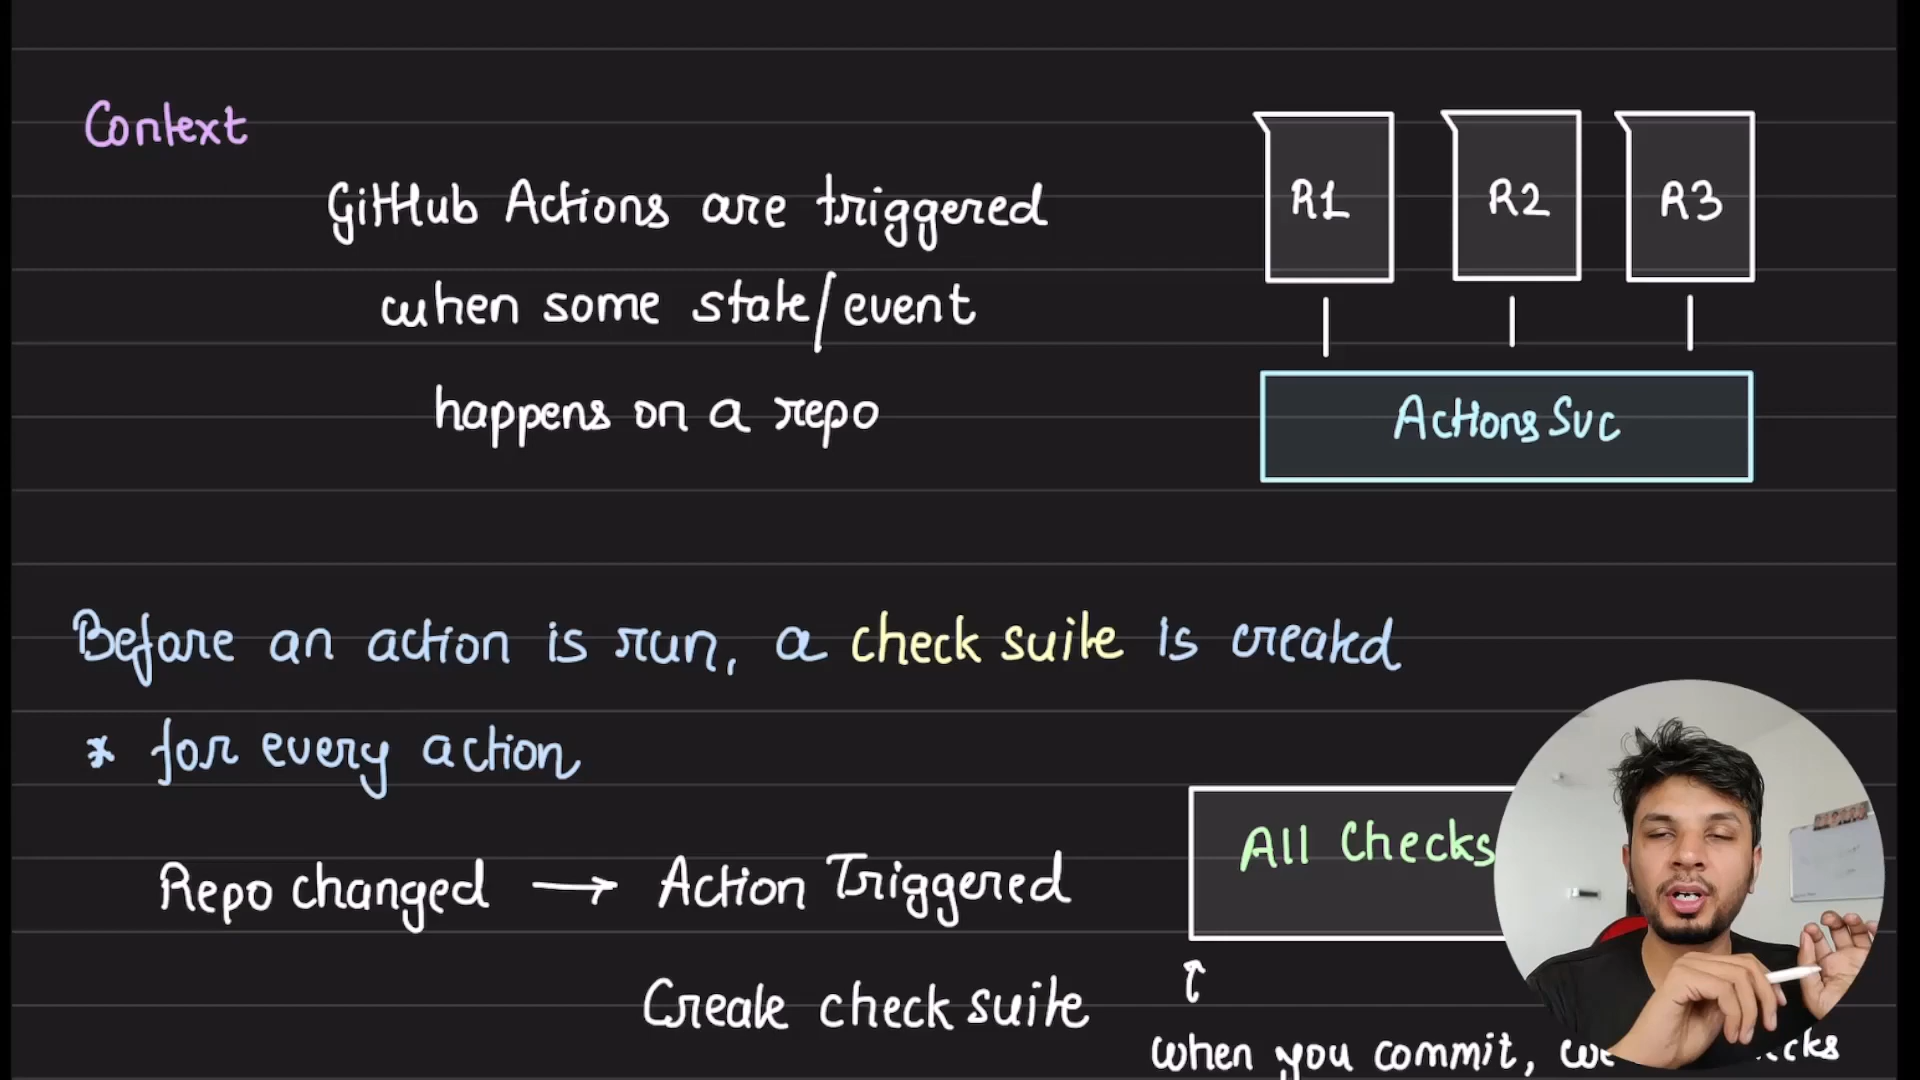 Context
GitHub Actions are triggered
when some state/event
happens on a repo
R1 R2 R3
Actions Svc
Before an action is run, a check suite is created
* for every action
Repo changed → Action Triggered
Create check suite
All Checks
when you commit, we